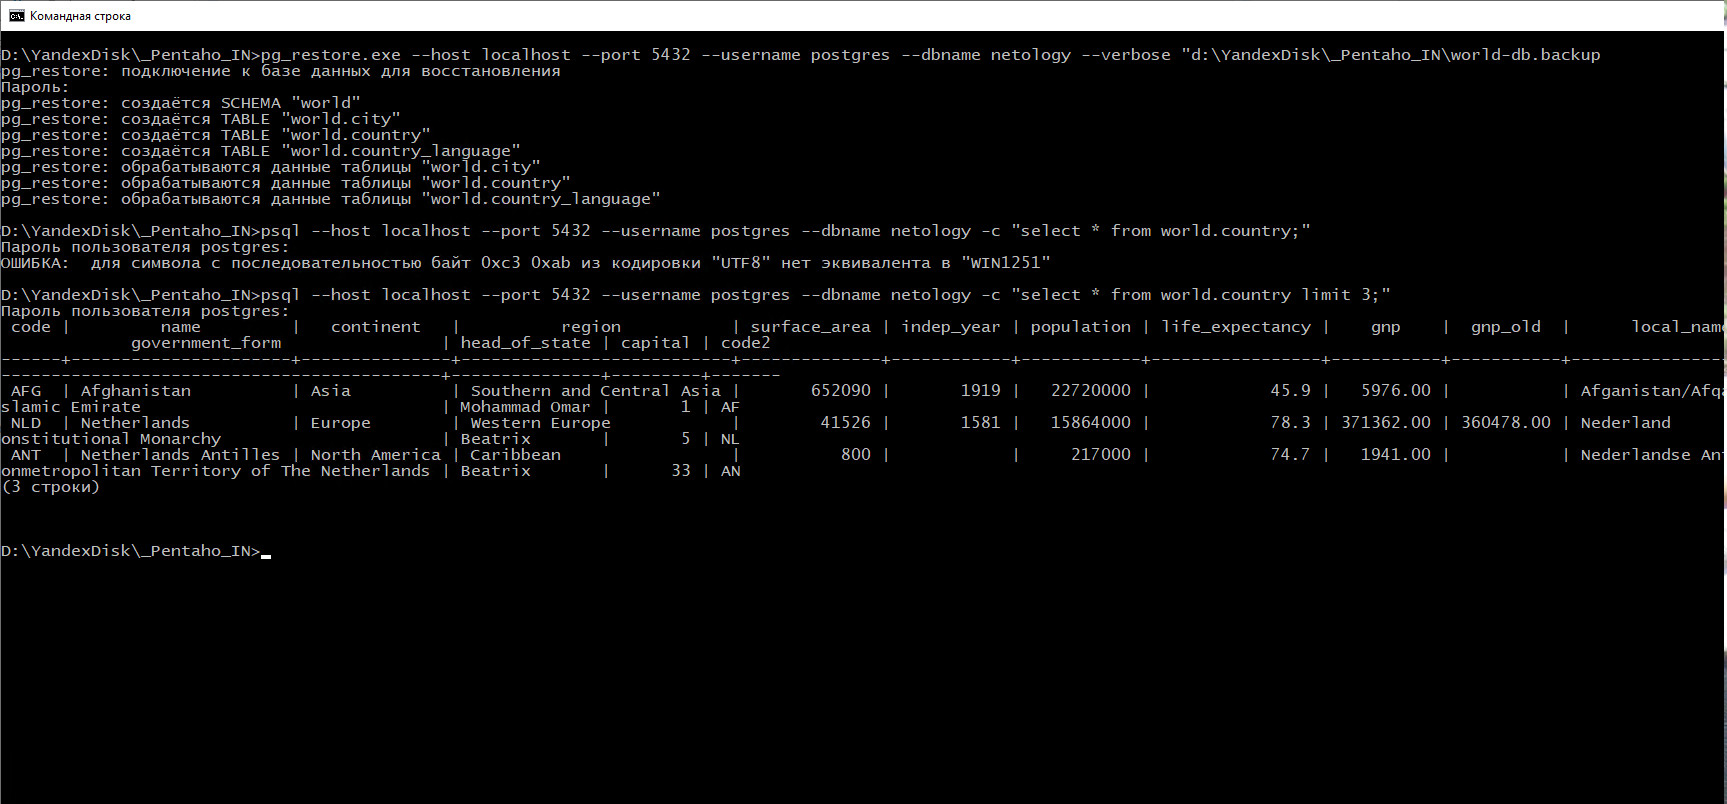 Командная строка
D:\YandexDisk\_Pentaho_IN>pg_restore.exe --host localhost --port 5432 --username postgres --dbname netology --verbose "d:\YandexDisk\_Pentaho_IN\world-db.backup
pg_restore: подключение к базе данных для восстановления
Пароль:
pg_restore: создаётся SCHEMA "world"
pg_restore: создаётся TABLE "world.city"
pg_restore: создаётся TABLE "world.country"
pg_restore: создаётся TABLE "world.country_language"
pg_restore: обрабатываются данные таблицы "world.city"
pg_restore: обрабатываются данные таблицы "world.country"
pg_restore: обрабатываются данные таблицы "world.country_language"
D:\YandexDisk\_Pentaho_IN>psql --host localhost --port 5432 --username postgres --dbname netology -c "select * from world.country;"
Пароль пользователя postgres:
ОШИБКА:  для символа с последовательностью байт 0xc3 0xab из кодировки "UTF8" нет эквивалента в "WIN1251"
D:\YandexDisk\_Pentaho_IN>psql --host localhost --port 5432 --username postgres --dbname netology -c "select * from world.country limit 3;"
Пароль пользователя postgres:
 code |         name         |   continent   |          region           | surface_area | indep_year | population | life_expectancy |    gnp    |  gnp_old  |      local_name
             government_form                | head_of_state | capital | code2
------+----------------------+---------------+---------------------------+--------------+------------+------------+-----------------+-----------+-----------+---------------
--------------------------------------------+---------------+---------+-------
 AFG  | Afghanistan          | Asia          | Southern and Central Asia |       652090 |       1919 |   22720000 |            45.9 |   5976.00 |           | Afganistan/Afqa
slamic Emirate                              | Mohammad Omar |       1 | AF
 NLD  | Netherlands          | Europe        | Western Europe            |        41526 |       1581 |   15864000 |            78.3 | 371362.00 | 360478.00 | Nederland
onstitutional Monarchy                      | Beatrix       |       5 | NL
 ANT  | Netherlands Antilles | North America | Caribbean                 |          800 |            |     217000 |            74.7 |   1941.00 |           | Nederlandse Ant
onmetropolitan Territory of The Netherlands | Beatrix       |      33 | AN
(3 строки)
D:\YandexDisk\_Pentaho_IN>